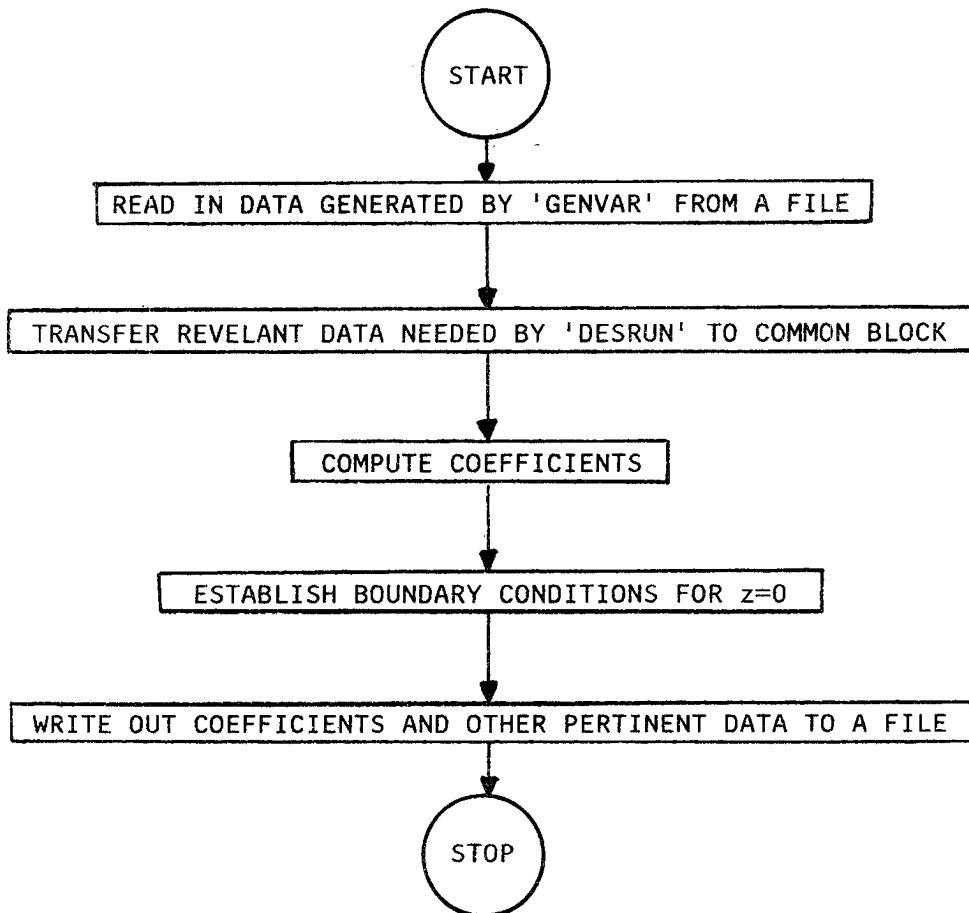 START
READ IN DATA GENERATED BY 'GENVAR' FROM A FILE
TRANSFER REVELANT DATA NEEDED BY 'DESRUN' TO COMMON BLOCK
COMPUTE COEFFICIENTS
ESTABLISH BOUNDARY CONDITIONS FOR z=0
WRITE OUT COEFFICIENTS AND OTHER PERTINENT DATA TO A FILE
STOP